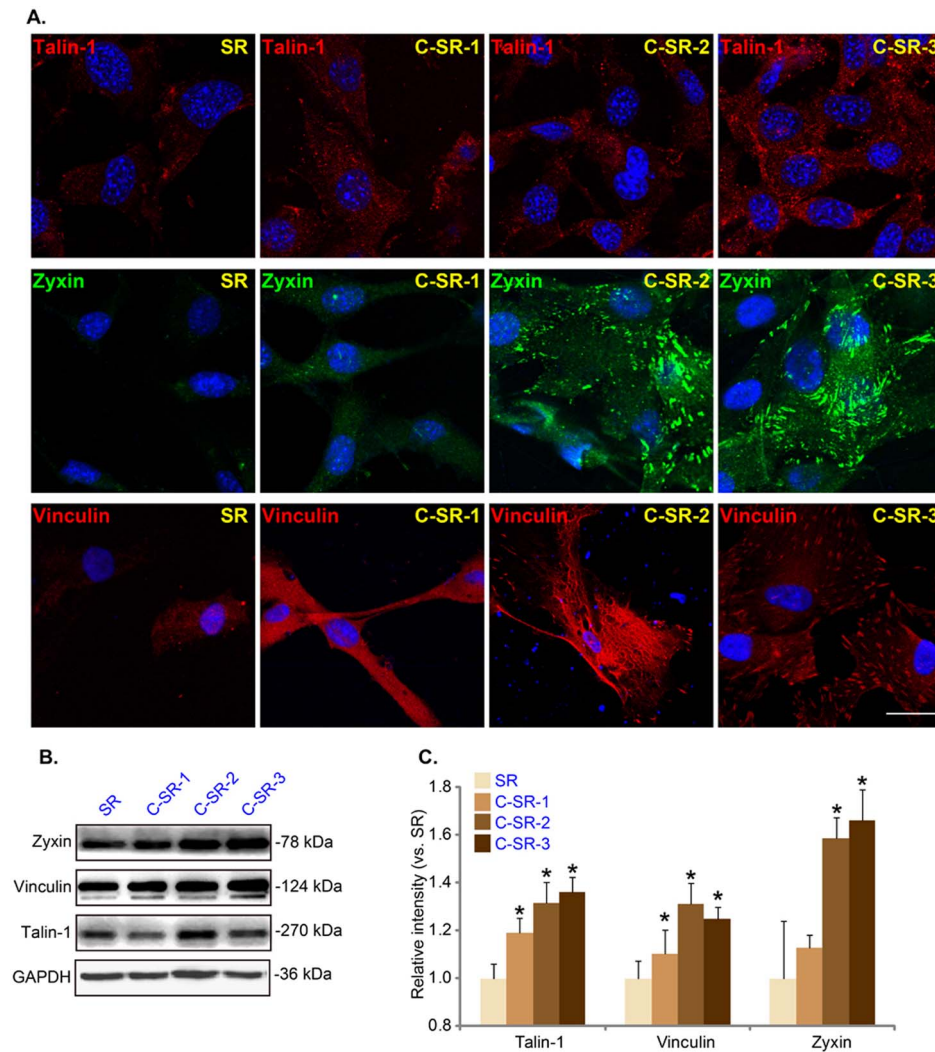 A.
Talin-1 SR Talin-1 C-SR-1 Talin-1 C-SR-2 Talin-1 C-SR-3
Zyxin SR Zyxin C-SR-1 Zyxin C-SR-2 Zyxin C-SR-3
Vinculin SR Vinculin C-SR-1 Vinculin C-SR-2 Vinculin C-SR-3
B.
SR C-SR-1 C-SR-2 C-SR-3
Zyxin -78 kDa
Vinculin -124 kDa
Talin-1 -270 kDa
GAPDH -36 kDa
C.
SR
C-SR-1
C-SR-2
C-SR-3
Relative intensity (vs. SR)
1.8
1.6
1.4
1.2
1.0
0.8
* * * * * * * *
Talin-1 Vinculin Zyxin